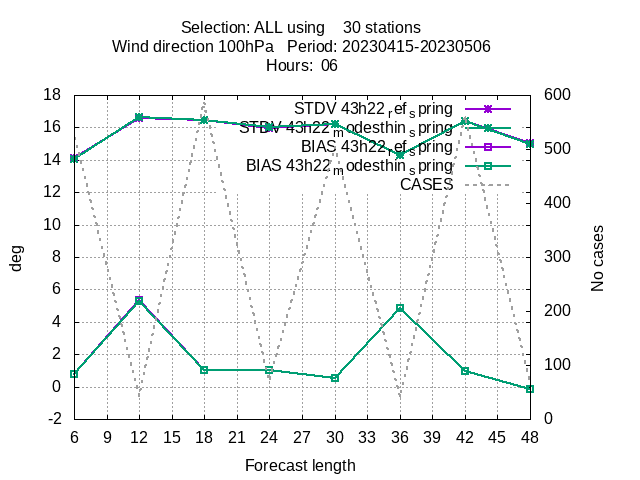 Selection: ALL using    30 stations
Wind direction 100hPa   Period: 20230415-20230506
Hours:  06
STDV 43h22_ref_spring
STDV 43h22_modesthin_spring
BIAS 43h22_ref_spring
BIAS 43h22_modesthin_spring
CASES
deg
18
16
14
12
10
8
6
4
2
0
-2
600
500
400
300
200
100
0
No cases
6 9 12 15 18 21 24 27 30 33 36 39 42 45 48
Forecast length